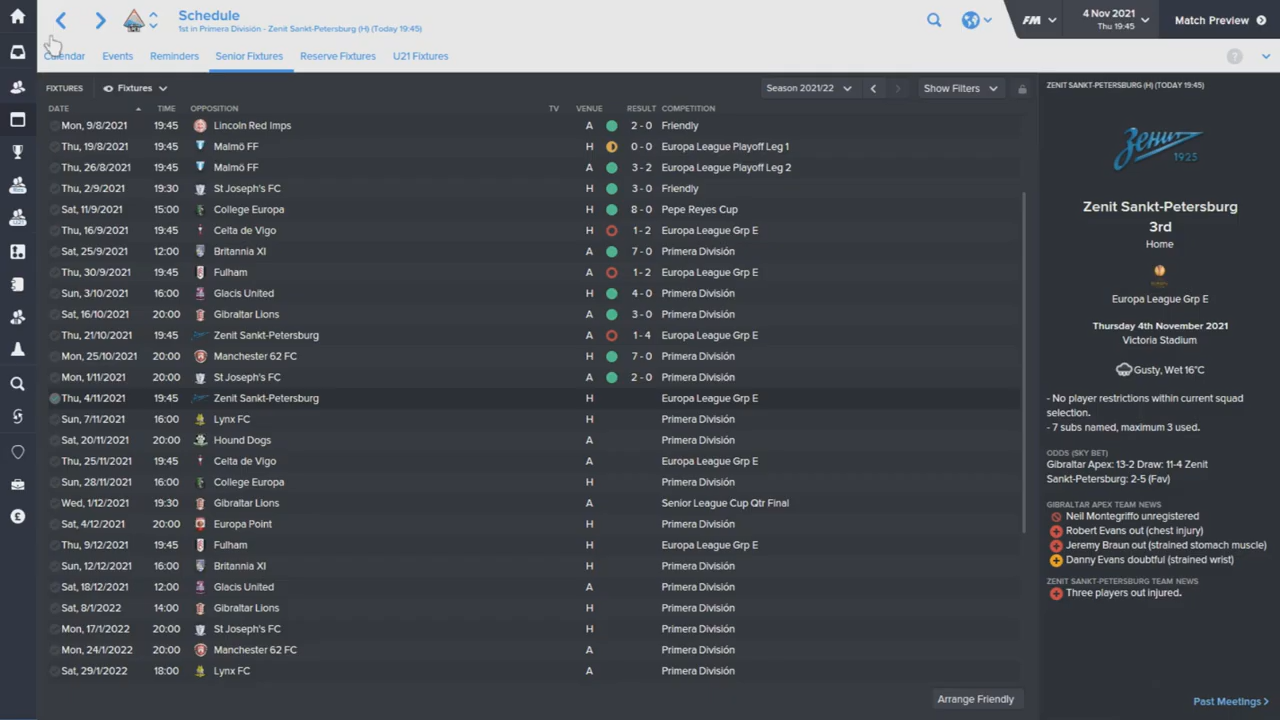 Schedule
1st in Primera División - Zenit Sankt-Petersburg (H) (Today 19:45)
FM
4 Nov 2021
Thu 19:45
Match Preview
Calendar Events Reminders Senior Fixtures Reserve Fixtures U21 Fixtures
FIXTURES Fixtures Season 2021/22 Show Filters
DATE TIME OPPOSITION TV VENUE RESULT COMPETITION
Mon, 9/8/2021 19:45 Lincoln Red Imps A 2 - 0 Friendly
Thu, 19/8/2021 19:45 Malmö FF H 0 - 0 Europa League Playoff Leg 1
Thu, 26/8/2021 19:45 Malmö FF A 3 - 2 Europa League Playoff Leg 2
Thu, 2/9/2021 19:30 St Joseph's FC H 3 - 0 Friendly
Sat, 11/9/2021 15:00 College Europa H 8 - 0 Pepe Reyes Cup
Thu, 16/9/2021 19:45 Celta de Vigo H 1 - 2 Europa League Grp E
Sat, 25/9/2021 12:00 Britannia XI A 7 - 0 Primera División
Thu, 30/9/2021 19:45 Fulham A 1 - 2 Europa League Grp E
Sun, 3/10/2021 16:00 Glacis United H 4 - 0 Primera División
Sat, 16/10/2021 20:00 Gibraltar Lions A 3 - 0 Primera División
Thu, 21/10/2021 19:45 Zenit Sankt-Petersburg A 1 - 4 Europa League Grp E
Mon, 25/10/2021 20:00 Manchester 62 FC H 7 - 0 Primera División
Mon, 1/11/2021 20:00 St Joseph's FC A 2 - 0 Primera División
Thu, 4/11/2021 19:45 Zenit Sankt-Petersburg H Europa League Grp E
Sun, 7/11/2021 16:00 Lynx FC H Primera División
Sat, 20/11/2021 20:00 Hound Dogs A Primera División
Thu, 25/11/2021 19:45 Celta de Vigo A Europa League Grp E
Sun, 28/11/2021 16:00 College Europa H Primera División
Wed, 1/12/2021 19:30 Gibraltar Lions A Senior League Cup Qtr Final
Sat, 4/12/2021 20:00 Europa Point H Primera División
Thu, 9/12/2021 19:45 Fulham H Europa League Grp E
Sun, 12/12/2021 16:00 Britannia XI H Primera División
Sat, 18/12/2021 12:00 Glacis United A Primera División
Sat, 8/1/2022 14:00 Gibraltar Lions H Primera División
Mon, 17/1/2022 20:00 St Joseph's FC H Primera División
Mon, 24/1/2022 20:00 Manchester 62 FC A Primera División
Sat, 29/1/2022 18:00 Lynx FC A Primera División
Arrange Friendly
ZENIT SANKT-PETERSBURG (H) (TODAY 19:45)
Зенит
1925
Zenit Sankt-Petersburg
3rd
Home
Europa League Grp E
Thursday 4th November 2021
Victoria Stadium
Gusty, Wet 16°C
- No player restrictions within current squad
selection.
- 7 subs named, maximum 3 used.
ODDS (SKY BET)
Gibraltar Apex: 13-2 Draw: 11-4 Zenit
Sankt-Petersburg: 2-5 (Fav)
GIBRALTAR APEX TEAM NEWS
Neil Montegriffo unregistered
Robert Evans out (chest injury)
Jeremy Braun out (strained stomach muscle)
Danny Evans doubtful (strained wrist)
ZENIT SANKT-PETERSBURG TEAM NEWS
Three players out injured.
Past Meetings >